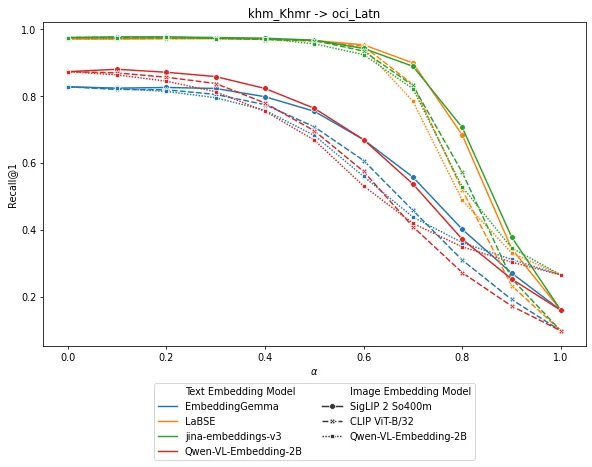 khm_Khmr -> oci_Latn
Recall@1
1.0
0.8
0.6
0.4
0.2
0.0 0.2 0.4 0.6 0.8 1.0
α
Text Embedding Model
EmbeddingGemma
LaBSE
jina-embeddings-v3
Qwen-VL-Embedding-2B
Image Embedding Model
SigLIP 2 So400m
CLIP ViT-B/32
Qwen-VL-Embedding-2B